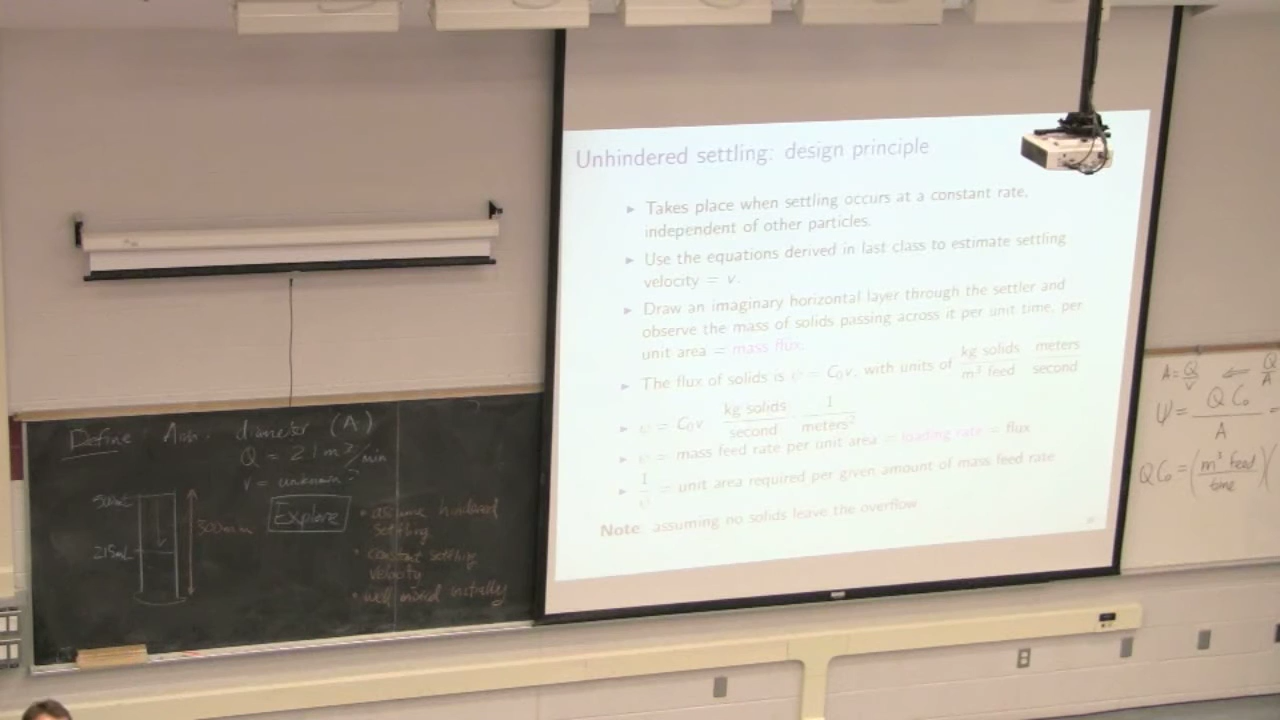 Define: diameter (A)
Q = 2.1 m³/min
v = unknown?
500mL
215mL
300mm
Explore
• assume hindered
settling
• constant settling
velocity
• well mixed initially
Unhindered settling: design principle
▶ Takes place when settling occurs at a constant rate,
independent of other particles.
▶ Use the equations derived in last class to estimate settling
velocity = v.
▶ Draw an imaginary horizontal layer through the settler and
observe the mass of solids passing across it per unit time, per
unit area = mass flux.
▶ The flux of solids is ψ = C₀v, with units of kg solids/m³ feed · meters/second
▶ ψ = C₀v kg solids/second · 1/meters²
▶ ψ = mass feed rate per unit area = loading rate = flux
▶ 1/ψ = unit area required per given amount of mass feed rate
Note: assuming no solids leave the overflow
A = Q/v ⟸ Q/A
ψ = Q C₀/A =
Q C₀ = (m³ feed/time)(